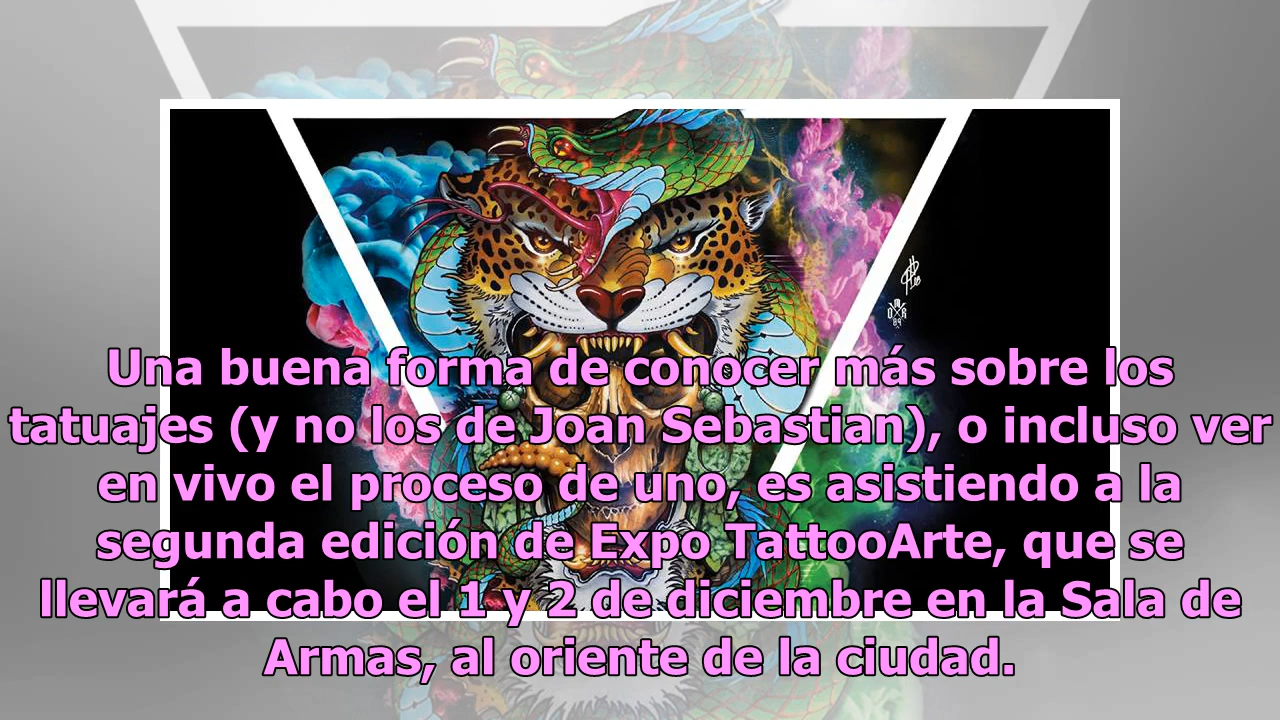 Una buena forma de conocer más sobre los
tatuajes (y no los de Joan Sebastian), o incluso ver
en vivo el proceso de uno, es asistiendo a la
segunda edición de Expo TattooArte, que se
llevará a cabo el 1 y 2 de diciembre en la Sala de
Armas, al oriente de la ciudad.